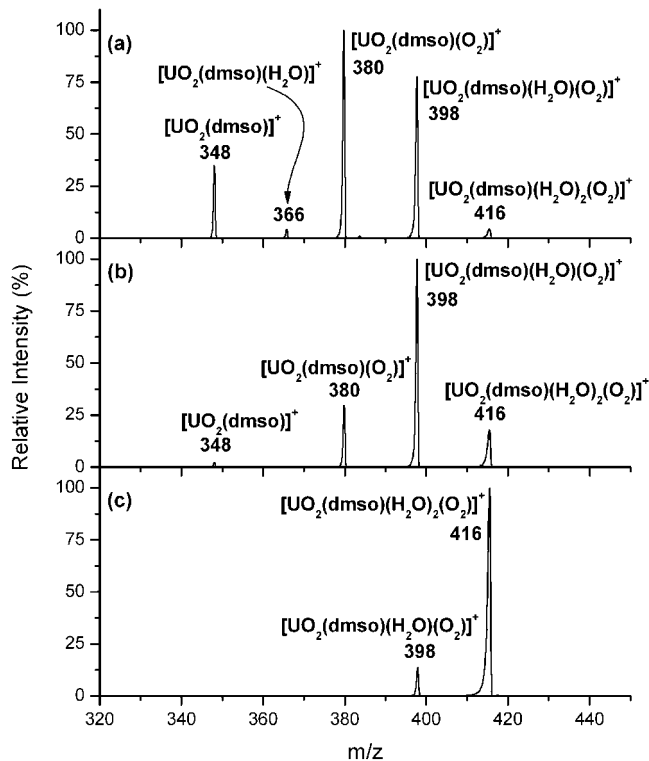 (a)
100
75
50
25
0
[UO₂(dmso)(O₂)]⁺
380
[UO₂(dmso)(H₂O)]⁺
[UO₂(dmso)(H₂O)(O₂)]⁺
398
[UO₂(dmso)]⁺
348
366
[UO₂(dmso)(H₂O)₂(O₂)]⁺
416
(b)
100
75
50
25
0
[UO₂(dmso)(H₂O)(O₂)]⁺
398
[UO₂(dmso)(O₂)]⁺
380
[UO₂(dmso)(H₂O)₂(O₂)]⁺
416
[UO₂(dmso)]⁺
348
Relative Intensity (%)
(c)
100
75
50
25
0
[UO₂(dmso)(H₂O)₂(O₂)]⁺
416
[UO₂(dmso)(H₂O)(O₂)]⁺
398
320 340 360 380 400 420 440
m/z